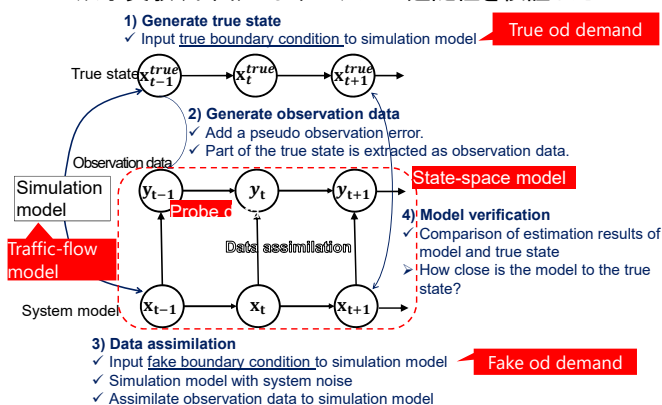 1) Generate true state
✓ Input true boundary condition to simulation model
True od demand
True state
x_{t-1}^{true}
x_t^{true}
x_{t+1}^{true}
2) Generate observation data
✓ Add a pseudo observation error.
✓ Part of the true state is extracted as observation data.
Observation data
y_{t-1}
y_t
y_{t+1}
State-space model
Simulation
model
Probe
Traffic-flow
model
Data assimilation
4) Model verification
✓ Comparison of estimation results of
model and true state
➢ How close is the model to the true
state?
System model
x_{t-1}
x_t
x_{t+1}
3) Data assimilation
✓ Input fake boundary condition to simulation model
Fake od demand
✓ Simulation model with system noise
✓ Assimilate observation data to simulation model